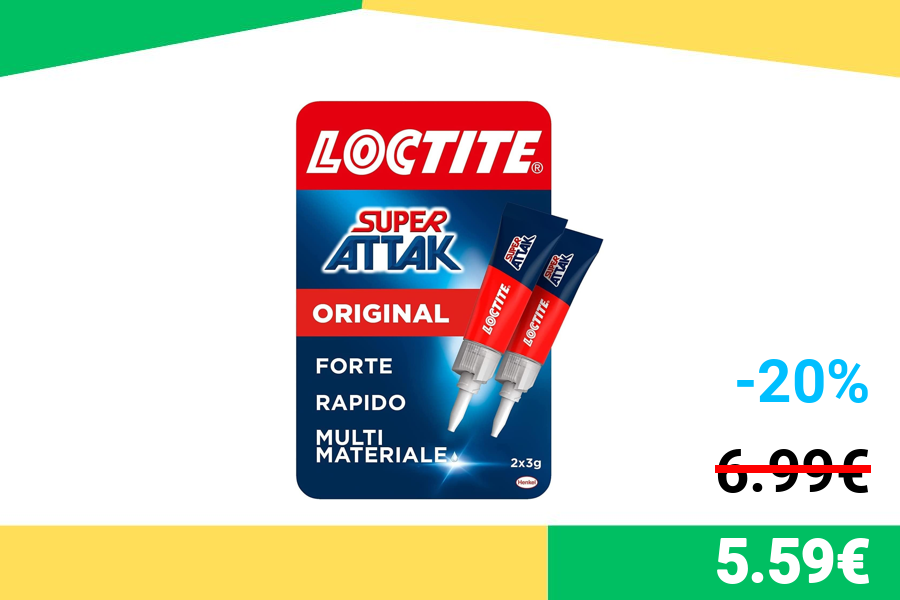 LOCTITE®
SUPER
ATTAK
ORIGINAL
FORTE
RAPIDO
MULTI
MATERIALE
2x3g
Henkel
SUPER
ATTAK
LOCTITE
SUPER
ATTAK
LOCTITE
-20%
6.99€
5.59€